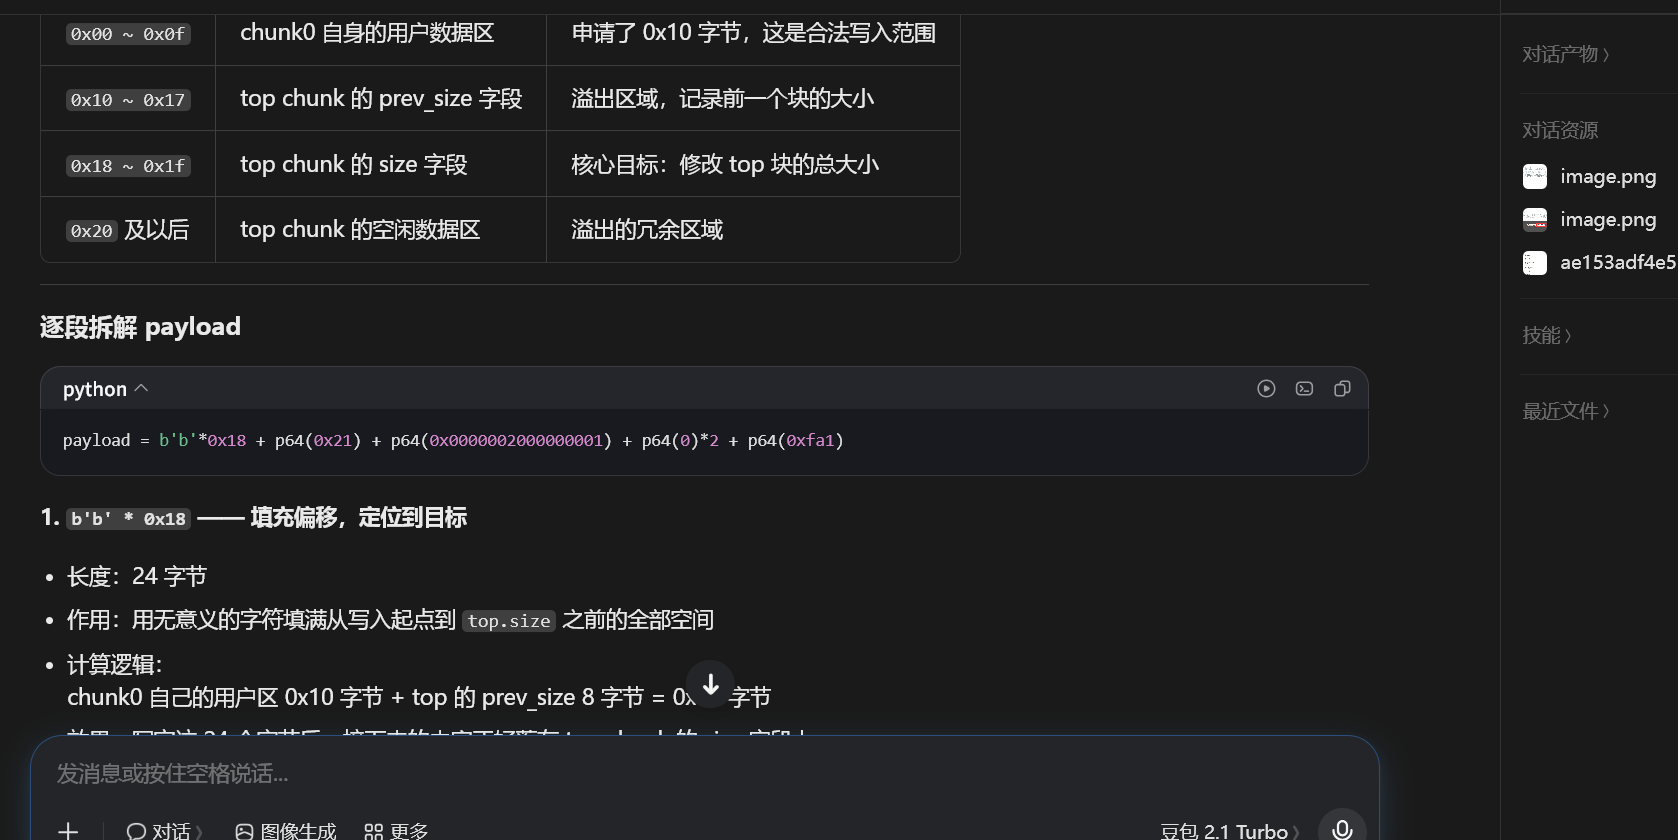 0x00 ~ 0x0f chunk0 自身的用户数据区 申请了 0x10 字节，这是合法写入范围
0x10 ~ 0x17 top chunk 的 prev_size 字段 溢出区域，记录前一个块的大小
0x18 ~ 0x1f top chunk 的 size 字段 核心目标：修改 top 块的总大小
0x20 及以后 top chunk 的空闲数据区 溢出的冗余区域
逐段拆解 payload
python
payload = b'b'*0x18 + p64(0x21) + p64(0x0000002000000001) + p64(0)*2 + p64(0xfa1)
1. b'b' * 0x18 —— 填充偏移，定位到目标
• 长度：24 字节
• 作用：用无意义的字符填满从写入起点到 top.size 之前的全部空间
• 计算逻辑：
chunk0 自己的用户区 0x10 字节 + top 的 prev_size 8 字节 = 字节
发消息或按住空格说话...
对话
图像生成
更多
豆包 2.1 Turbo
对话产物
对话资源
image.png
image.png
ae153adf4e5
技能
最近文件